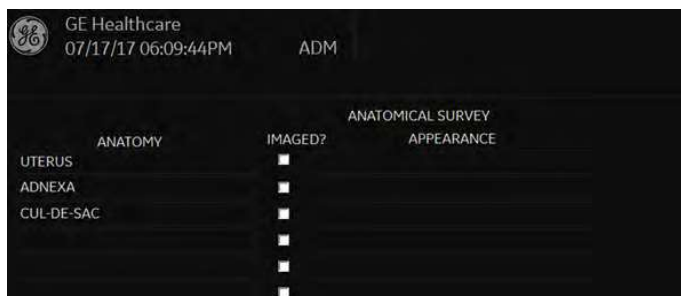 GE Healthcare
07/17/17 06:09:44PM ADM
ANATOMICAL SURVEY
ANATOMY IMAGED? APPEARANCE
UTERUS
ADNEXA
CUL-DE-SAC